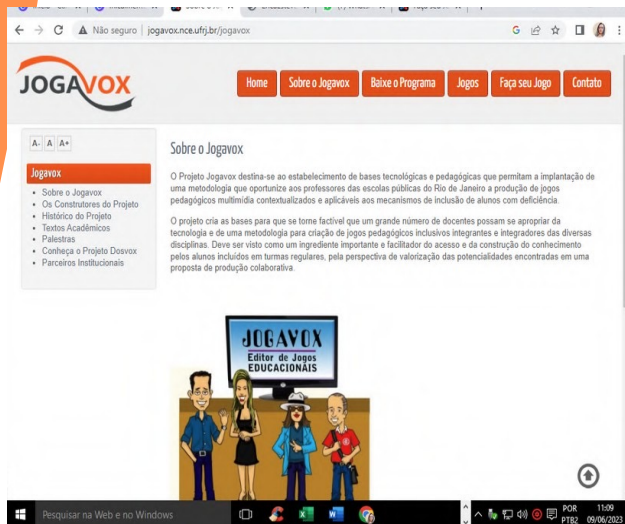 Não seguro | jogavox.nce.ufrj.br/jogavox
JOGAVOX
Home Sobre o Jogavox Baixe o Programa Jogos Faça seu Jogo Contato
A- A A+
Jogavox
Sobre o Jogavox
Os Construtores do Projeto
Histórico do Projeto
Textos Acadêmicos
Palestras
Conheça o Projeto Dosvox
Parceiros Institucionais
Sobre o Jogavox
O Projeto Jogavox destina-se ao estabelecimento de bases tecnológicas e pedagógicas que permitam a implantação de
uma metodologia que oportunize aos professores das escolas públicas do Rio de Janeiro a produção de jogos
pedagógicos multimídia contextualizados e aplicáveis aos mecanismos de inclusão de alunos com deficiência.
O projeto cria as bases para que se torne factível que um grande número de docentes possam se apropriar da
tecnologia e de uma metodologia para criação de jogos pedagógicos inclusivos integrantes e integradores das diversas
disciplinas. Deve ser visto como um ingrediente importante e facilitador do acesso e da construção do conhecimento
pelos alunos incluídos em turmas regulares, pela perspectiva de valorização das potencialidades encontradas em uma
proposta de produção colaborativa.
JOGAVOX
Editor de Jogos
EDUCACIONAIS
Pesquisar na Web e no Windows
POR 11:09
PTB2 09/06/2023